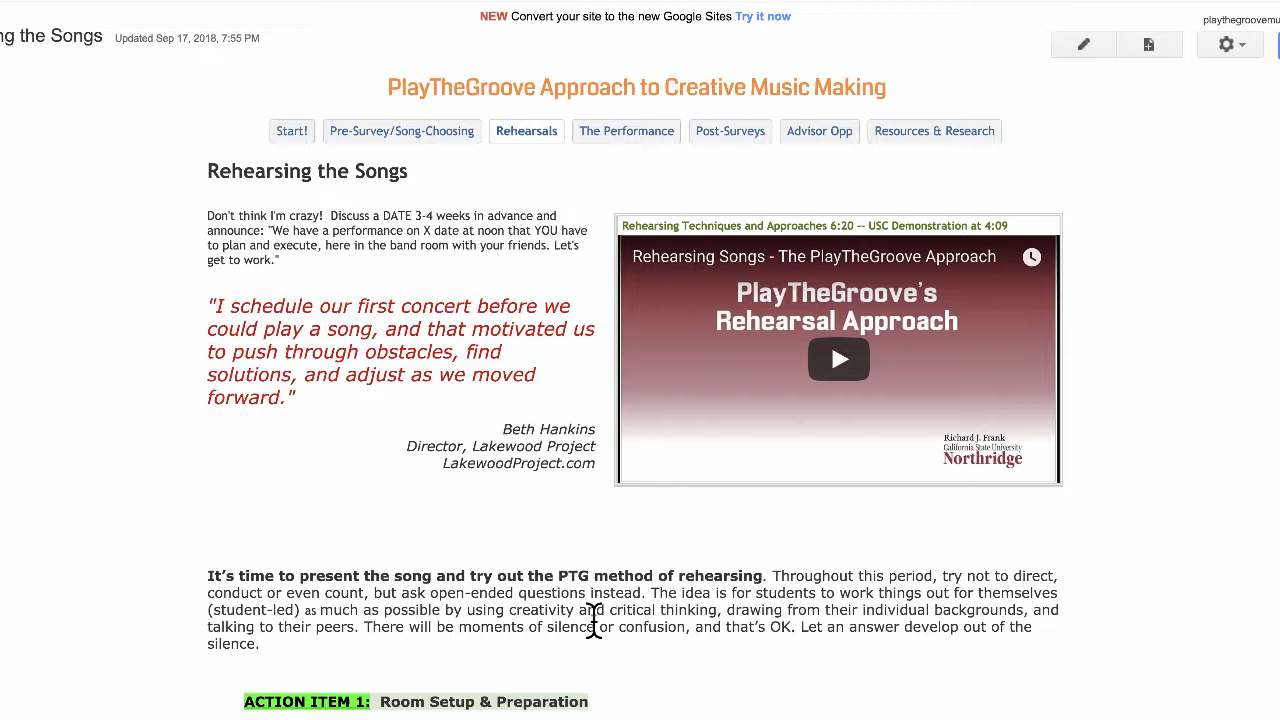 NEW Convert your site to the new Google Sites Try it now
playthegroovemu
ng the Songs Updated Sep 17, 2018, 7:55 PM
PlayTheGroove Approach to Creative Music Making
Start! Pre-Survey/Song-Choosing Rehearsals The Performance Post-Surveys Advisor Opp Resources & Research
Rehearsing the Songs
Don't think I'm crazy! Discuss a DATE 3-4 weeks in advance and
announce: "We have a performance on X date at noon that YOU have
to plan and execute, here in the band room with your friends. Let's
get to work."
"I schedule our first concert before we
could play a song, and that motivated us
to push through obstacles, find
solutions, and adjust as we moved
forward."
Beth Hankins
Director, Lakewood Project
LakewoodProject.com
Rehearsing Techniques and Approaches 6:20 -- USC Demonstration at 4:09
Rehearsing Songs - The PlayTheGroove Approach
PlayTheGroove's
Rehearsal Approach
Richard J. Frank
California State University
Northridge
It's time to present the song and try out the PTG method of rehearsing. Throughout this period, try not to direct,
conduct or even count, but ask open-ended questions instead. The idea is for students to work things out for themselves
(student-led) as much as possible by using creativity and critical thinking, drawing from their individual backgrounds, and
talking to their peers. There will be moments of silence or confusion, and that's OK. Let an answer develop out of the
silence.
ACTION ITEM 1: Room Setup & Preparation